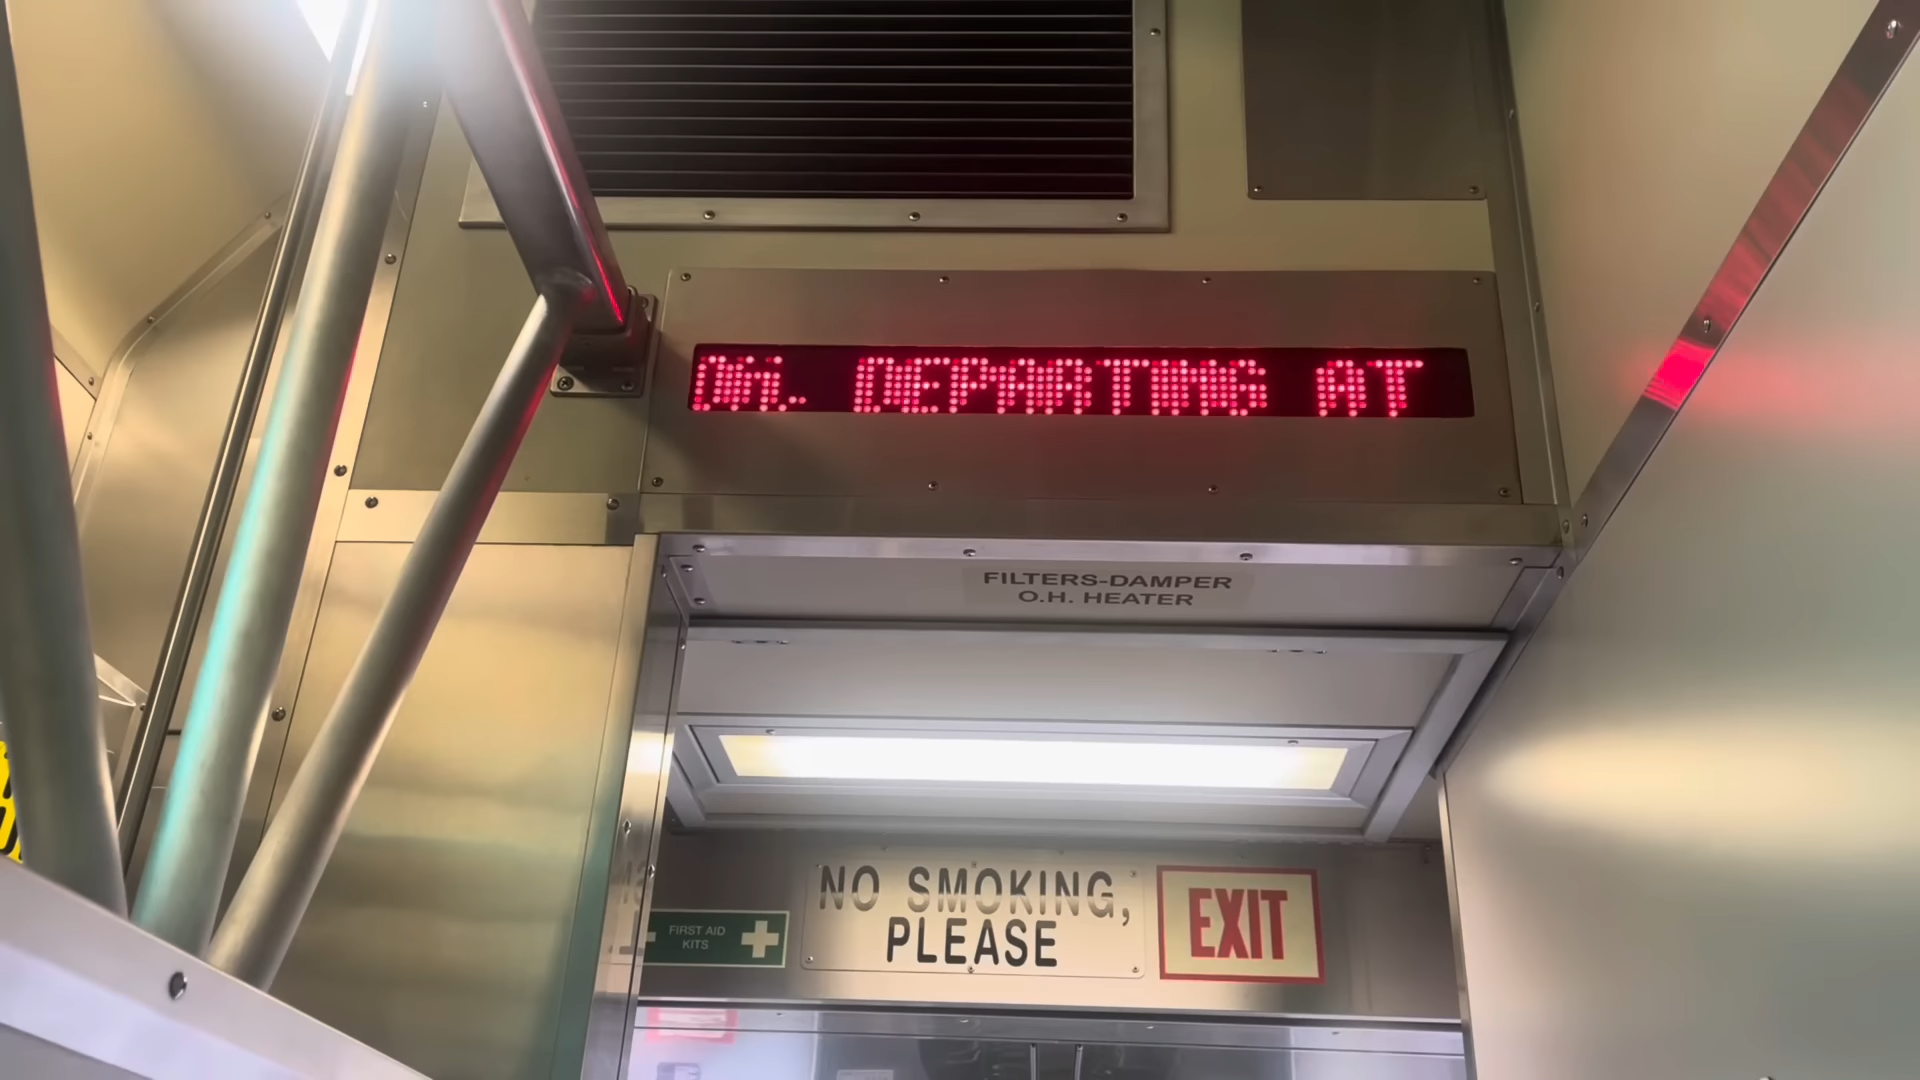 DEPARTING AT
FILTERS-DAMPER
O.H. HEATER
FIRST AID
KITS
NO SMOKING,
PLEASE
EXIT